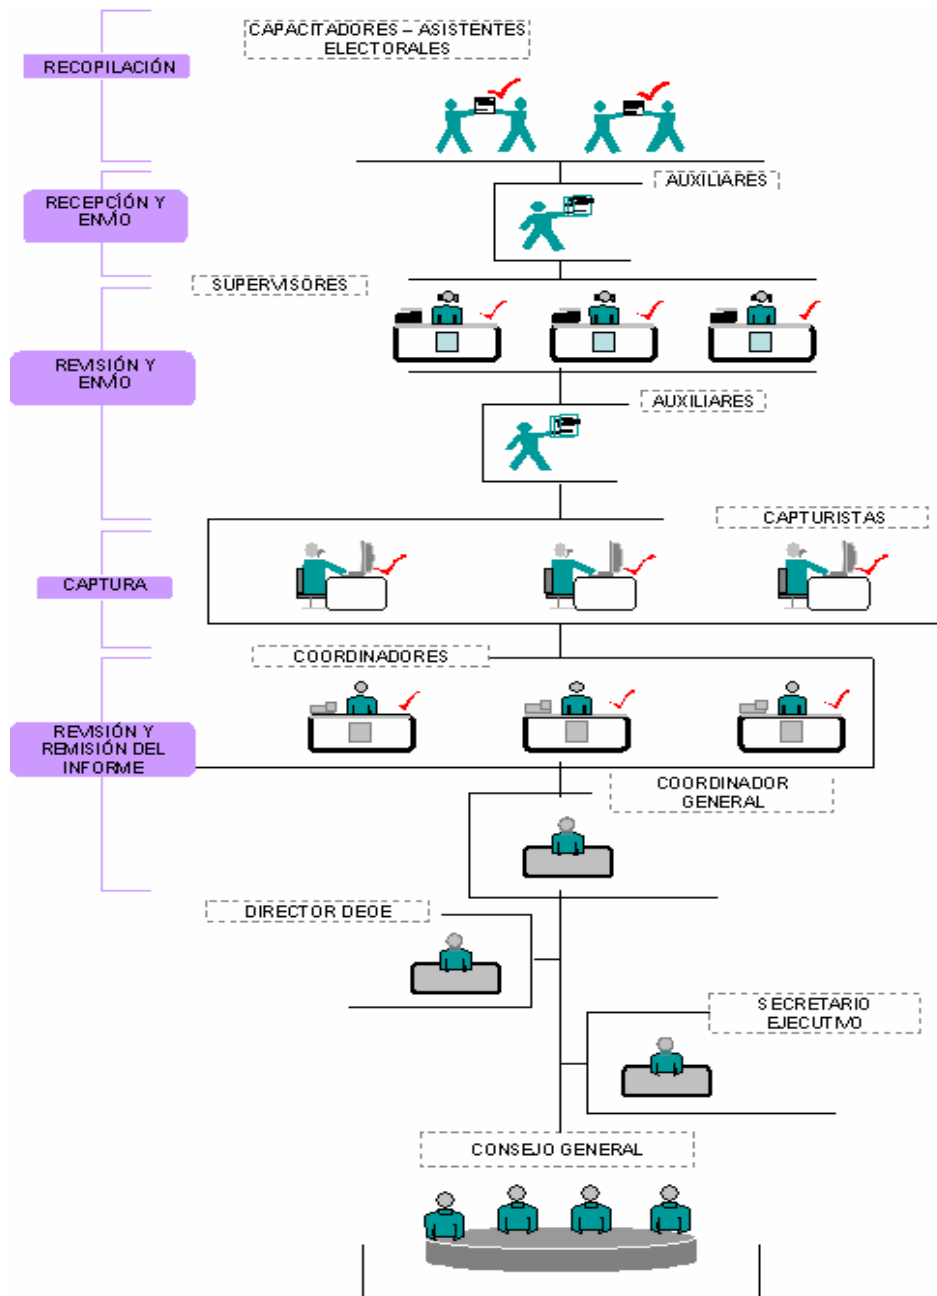 CAPACITADORES – ASISTENTES
ELECTORALES
RECOPILACIÓN
AUXILIARES
RECEPCIÓN Y
ENVÍO
SUPERVISORES
REVISIÓN Y
ENVÍO
AUXILIARES
CAPTURISTAS
CAPTURA
COORDINADORES
REVISIÓN Y
REMISIÓN DEL
INFORME
COORDINADOR
GENERAL
DIRECTOR DEOE
SECRETARIO
EJECUTIVO
CONSEJO GENERAL